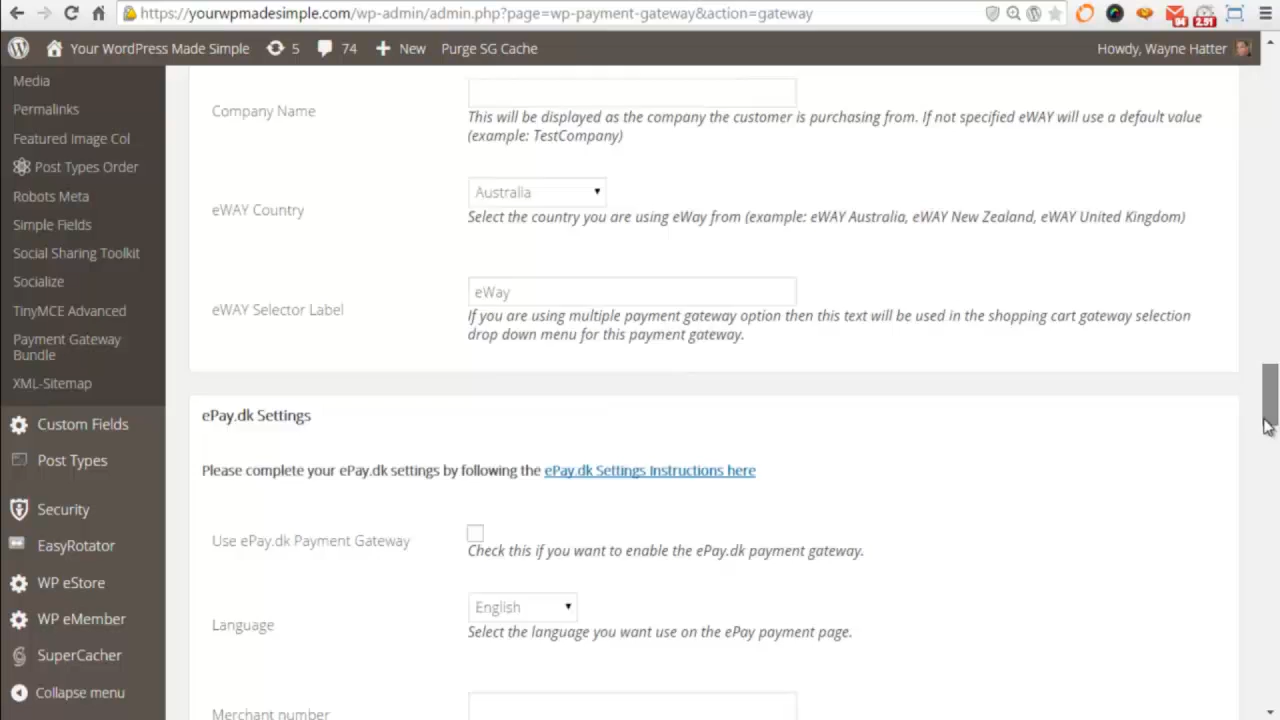 https://yourwpmadesimple.com/wp-admin/admin.php?page=wp-payment-gateway&action=gateway
94
2.91
Your WordPress Made Simple
5
74
New
Purge SG Cache
Howdy, Wayne Hatter
Media
Permalinks
Featured Image Col
Post Types Order
Robots Meta
Simple Fields
Social Sharing Toolkit
Socialize
TinyMCE Advanced
Payment Gateway
Bundle
XML-Sitemap
Custom Fields
Post Types
Security
EasyRotator
WP eStore
WP eMember
SuperCacher
Collapse menu
Company Name
This will be displayed as the company the customer is purchasing from. If not specified eWAY will use a default value
(example: TestCompany)
eWAY Country
Australia
Select the country you are using eWay from (example: eWAY Australia, eWAY New Zealand, eWAY United Kingdom)
eWAY Selector Label
eWay
If you are using multiple payment gateway option then this text will be used in the shopping cart gateway selection
drop down menu for this payment gateway.
ePay.dk Settings
Please complete your ePay.dk settings by following the ePay.dk Settings Instructions here
Use ePay.dk Payment Gateway
Check this if you want to enable the ePay.dk payment gateway.
Language
English
Select the language you want use on the ePay payment page.
Merchant number